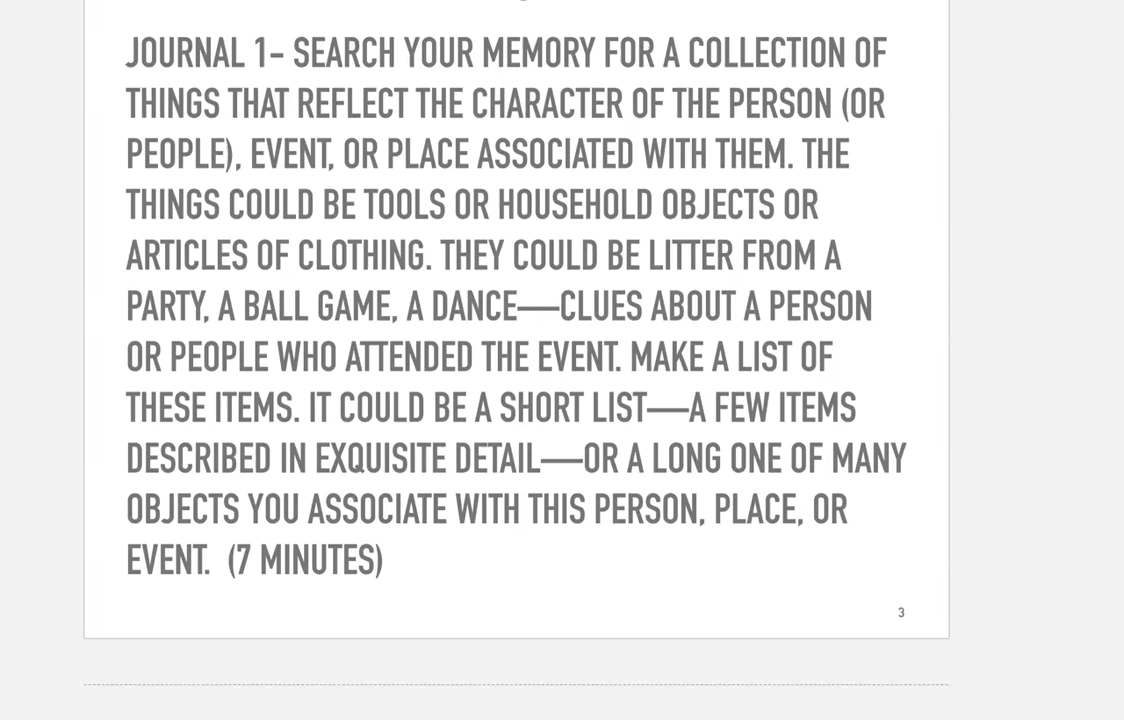 JOURNAL 1- SEARCH YOUR MEMORY FOR A COLLECTION OF
THINGS THAT REFLECT THE CHARACTER OF THE PERSON (OR
PEOPLE), EVENT, OR PLACE ASSOCIATED WITH THEM. THE
THINGS COULD BE TOOLS OR HOUSEHOLD OBJECTS OR
ARTICLES OF CLOTHING. THEY COULD BE LITTER FROM A
PARTY, A BALL GAME, A DANCE—CLUES ABOUT A PERSON
OR PEOPLE WHO ATTENDED THE EVENT. MAKE A LIST OF
THESE ITEMS. IT COULD BE A SHORT LIST—A FEW ITEMS
DESCRIBED IN EXQUISITE DETAIL—OR A LONG ONE OF MANY
OBJECTS YOU ASSOCIATE WITH THIS PERSON, PLACE, OR
EVENT.  (7 MINUTES)
3